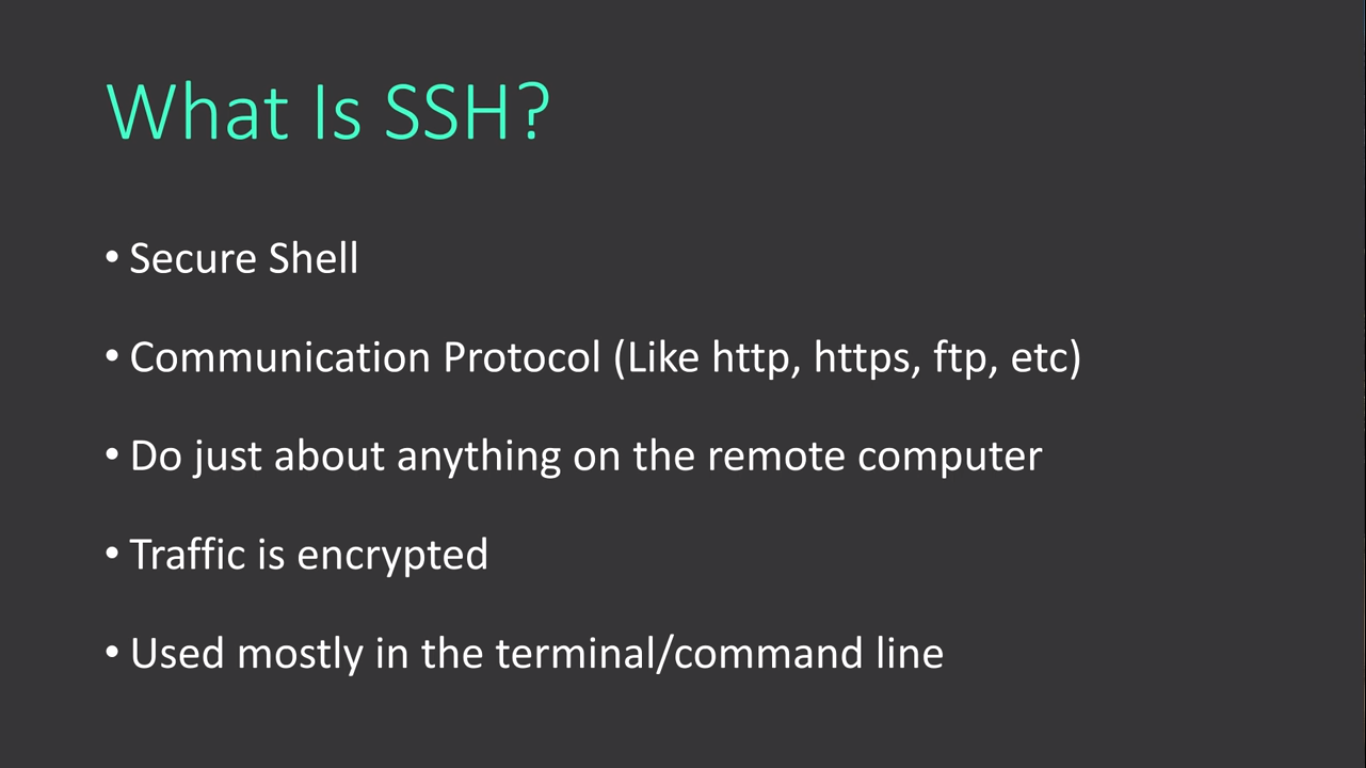 What Is SSH?
• Secure Shell
• Communication Protocol (Like http, https, ftp, etc)
• Do just about anything on the remote computer
• Traffic is encrypted
• Used mostly in the terminal/command line